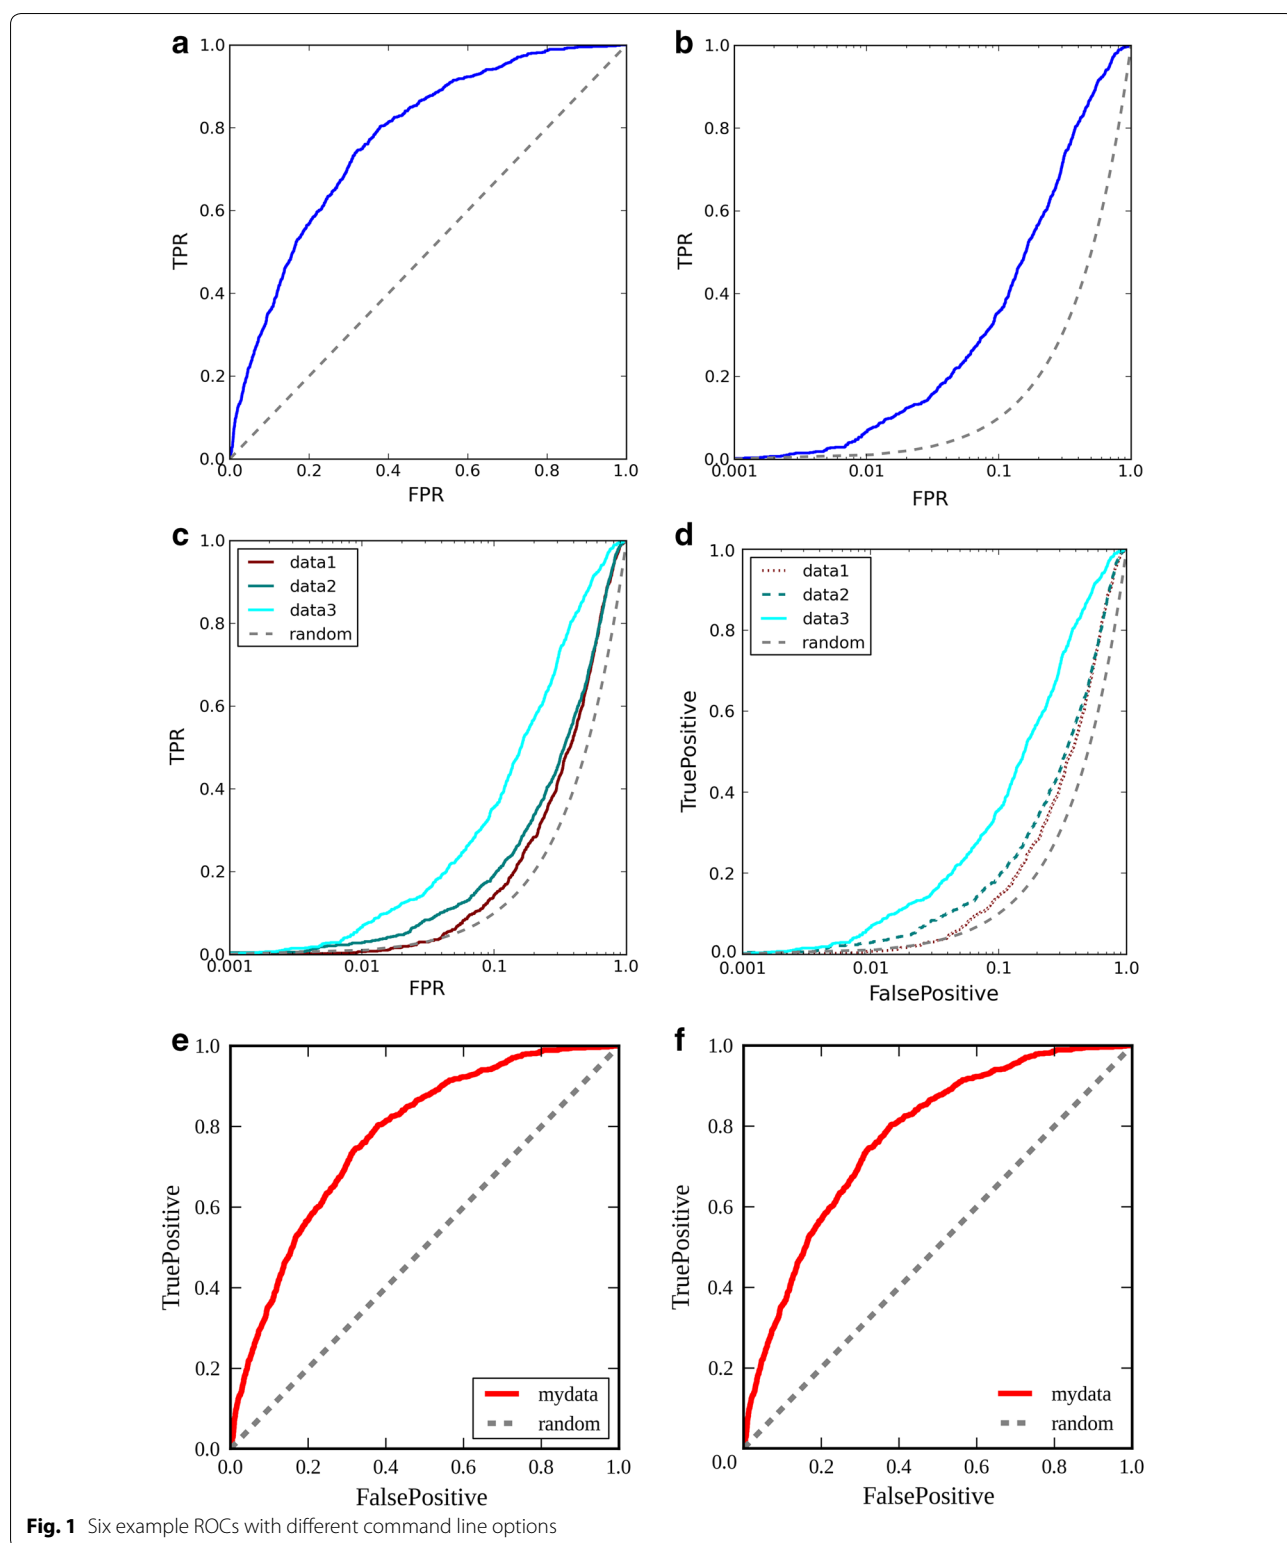 a
1.0
0.8
0.6
0.4
0.2
0.0
TPR
0.0 0.2 0.4 0.6 0.8 1.0
FPR
b
1.0
0.8
0.6
0.4
0.2
0.0
TPR
0.001 0.01 0.1 1.0
FPR
c
1.0
0.8
0.6
0.4
0.2
0.0
TPR
data1
data2
data3
random
0.001 0.01 0.1 1.0
FPR
d
1.0
0.8
0.6
0.4
0.2
0.0
TruePositive
data1
data2
data3
random
0.001 0.01 0.1 1.0
FalsePositive
e
1.0
0.8
0.6
0.4
0.2
0.0
TruePositive
mydata
random
0.0 0.2 0.4 0.6 0.8 1.0
FalsePositive
f
1.0
0.8
0.6
0.4
0.2
0.0
TruePositive
mydata
random
0.2 0.4 0.6 0.8 1.0
FalsePositive
Fig. 1 Six example ROCs with different command line options